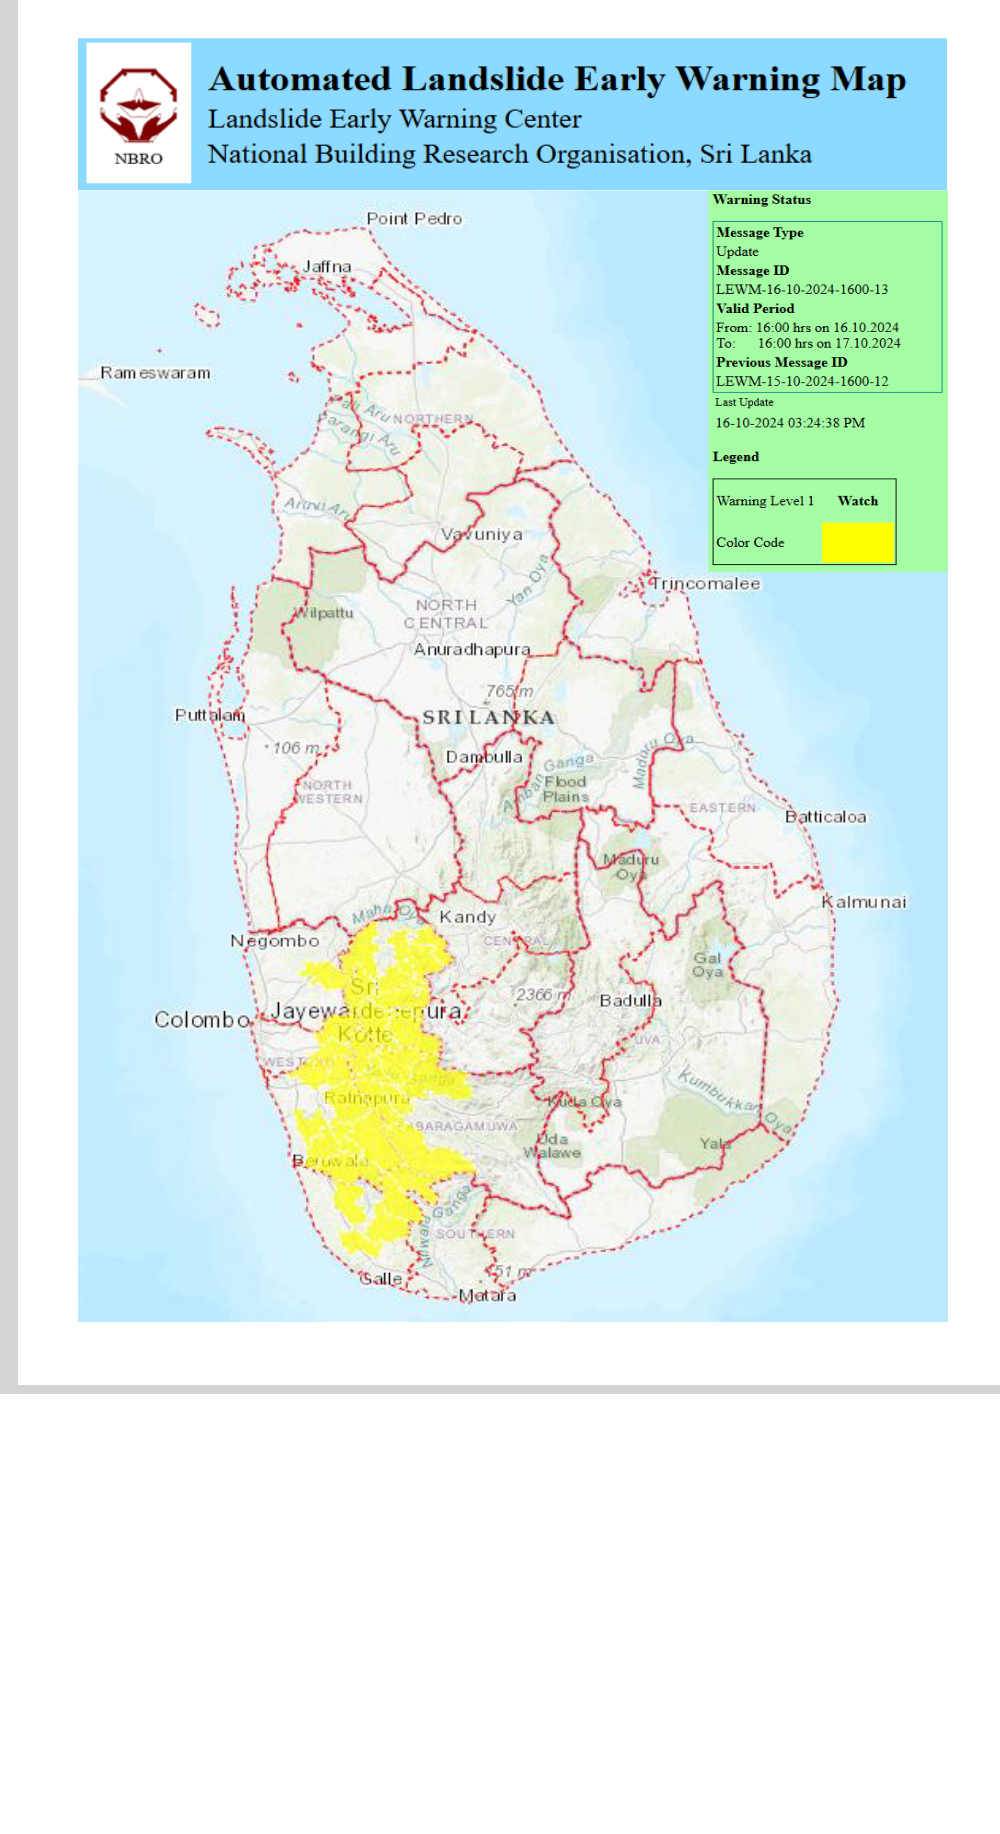 Automated Landslide Early Warning Map
Landslide Early Warning Center
National Building Research Organisation, Sri Lanka
NBRO
Warning Status
Message Type
Update
Message ID
LEWM-16-10-2024-1600-13
Valid Period
From: 16:00 hrs on 16.10.2024
To: 16:00 hrs on 17.10.2024
Previous Message ID
LEWM-15-10-2024-1600-12
Last Update
16-10-2024 03:24:38 PM
Legend
Warning Level 1 Watch
Color Code
Point Pedro
Jaffna
Rameswaram
Pali Aru
NORTHERN
Parangi Aru
Aruvi Aru
Vavuniya
Yan Oya
Trincomalee
Wilpattu
NORTH
CENTRAL
Anuradhapura
765 m
Puttalam
SRI LANKA
106 m
Dambulla
Maduru Oya
Amban Ganga
Flood
Plains
NORTH
WESTERN
EASTERN
Batticaloa
Maduru
Oya
Kalmunai
Maha Oya
Kandy
Negombo
CENTRAL
Gal
Oya
Sri
2366 m
Badulla
Jayewardenepura
Colombo
Kotte
UVA
WESTERN
Ganga
Kumbukkan Oya
Ratnapura
Kuda Oya
SABARAGAMUWA
Uda
Walawe
Yala
Beruwala
Ganga
SOUTHERN
Galle
Matara